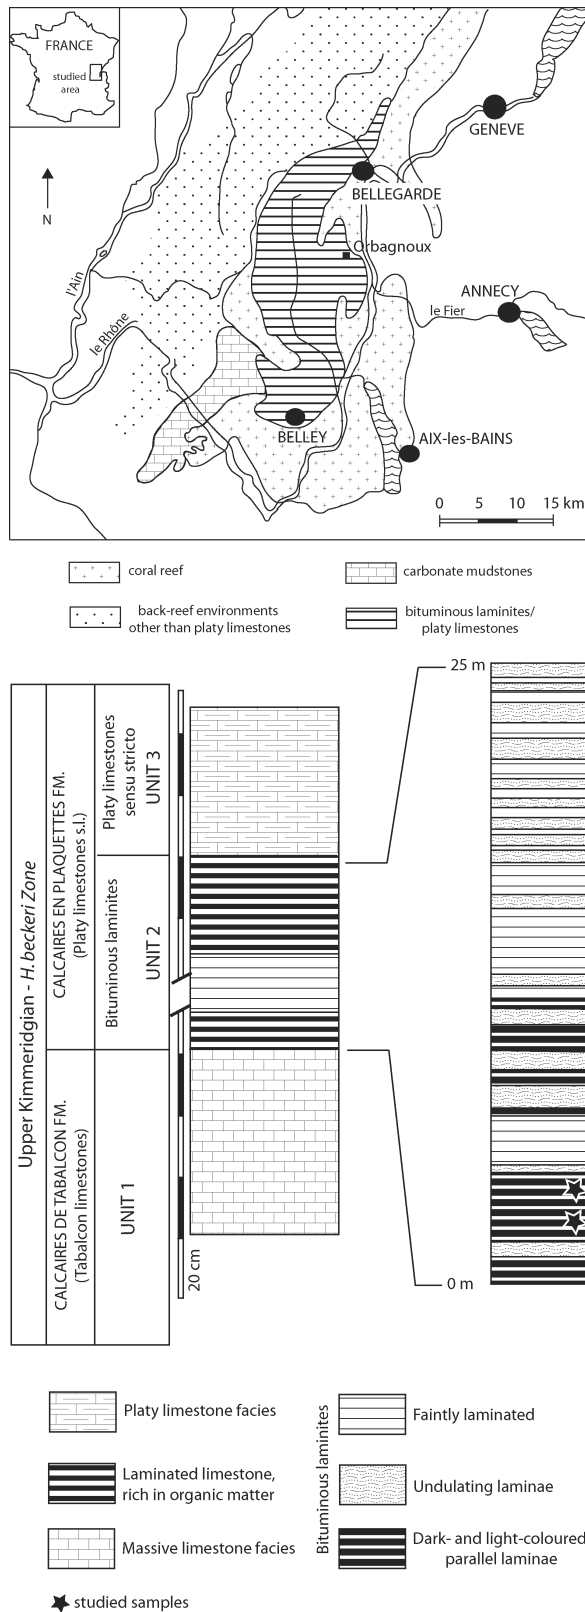 FRANCE
studied
area
N
GENEVE
BELLEGARDE
Orbagnoux
l'Ain
le Rhône
ANNECY
le Fier
BELLEY
AIX-les-BAINS
0 5 10 15 km
coral reef
carbonate mudstones
back-reef environments
other than platy limestones
bituminous laminites/
platy limestones
Upper Kimmeridgian - H. beckeri Zone
CALCAIRES EN PLAQUETTES FM.
(Platy limestones s.l.)
Platy limestones
sensu stricto
UNIT 3
Bituminous laminites
UNIT 2
CALCAIRES DE TABALCON FM.
(Tabalcon limestones)
UNIT 1
20 cm
25 m
0 m
Platy limestone facies
Laminated limestone,
rich in organic matter
Massive limestone facies
studied samples
Bituminous laminites
Faintly laminated
Undulating laminae
Dark- and light-coloured
parallel laminae